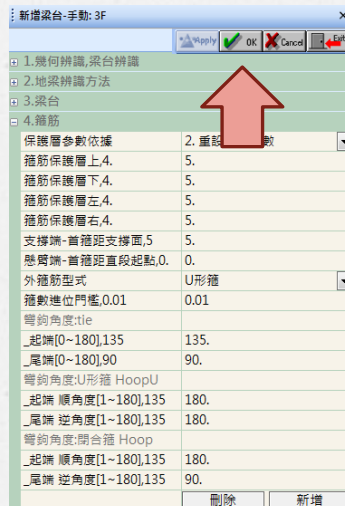 新增梁台-手動: 3F ×
Apply OK Cancel Exit
1.幾何辨識,梁台辨識
2.地梁辨識方法
3.梁台
4.箍筋
保護層參數依據 2. 重設 數
箍筋保護層上,4. 5.
箍筋保護層下,4. 5.
箍筋保護層左,4. 5.
箍筋保護層右,4. 5.
支撐端-首箍距支撐面,5 5.
懸臂端-首箍距直段起點,0. 0.
外箍筋型式 U形箍
箍數進位門檻,0.01 0.01
彎鉤角度:tie
_起端[0~180],135 135.
_尾端[0~180],90 90.
彎鉤角度:U形箍 HoopU
_起端 順角度[1~180],135 180.
_尾端 逆角度[1~180],135 180.
彎鉤角度:閉合箍 Hoop
_起端 順角度[1~180],135 180.
_尾端 逆角度[1~180],135 90.
刪除 新增